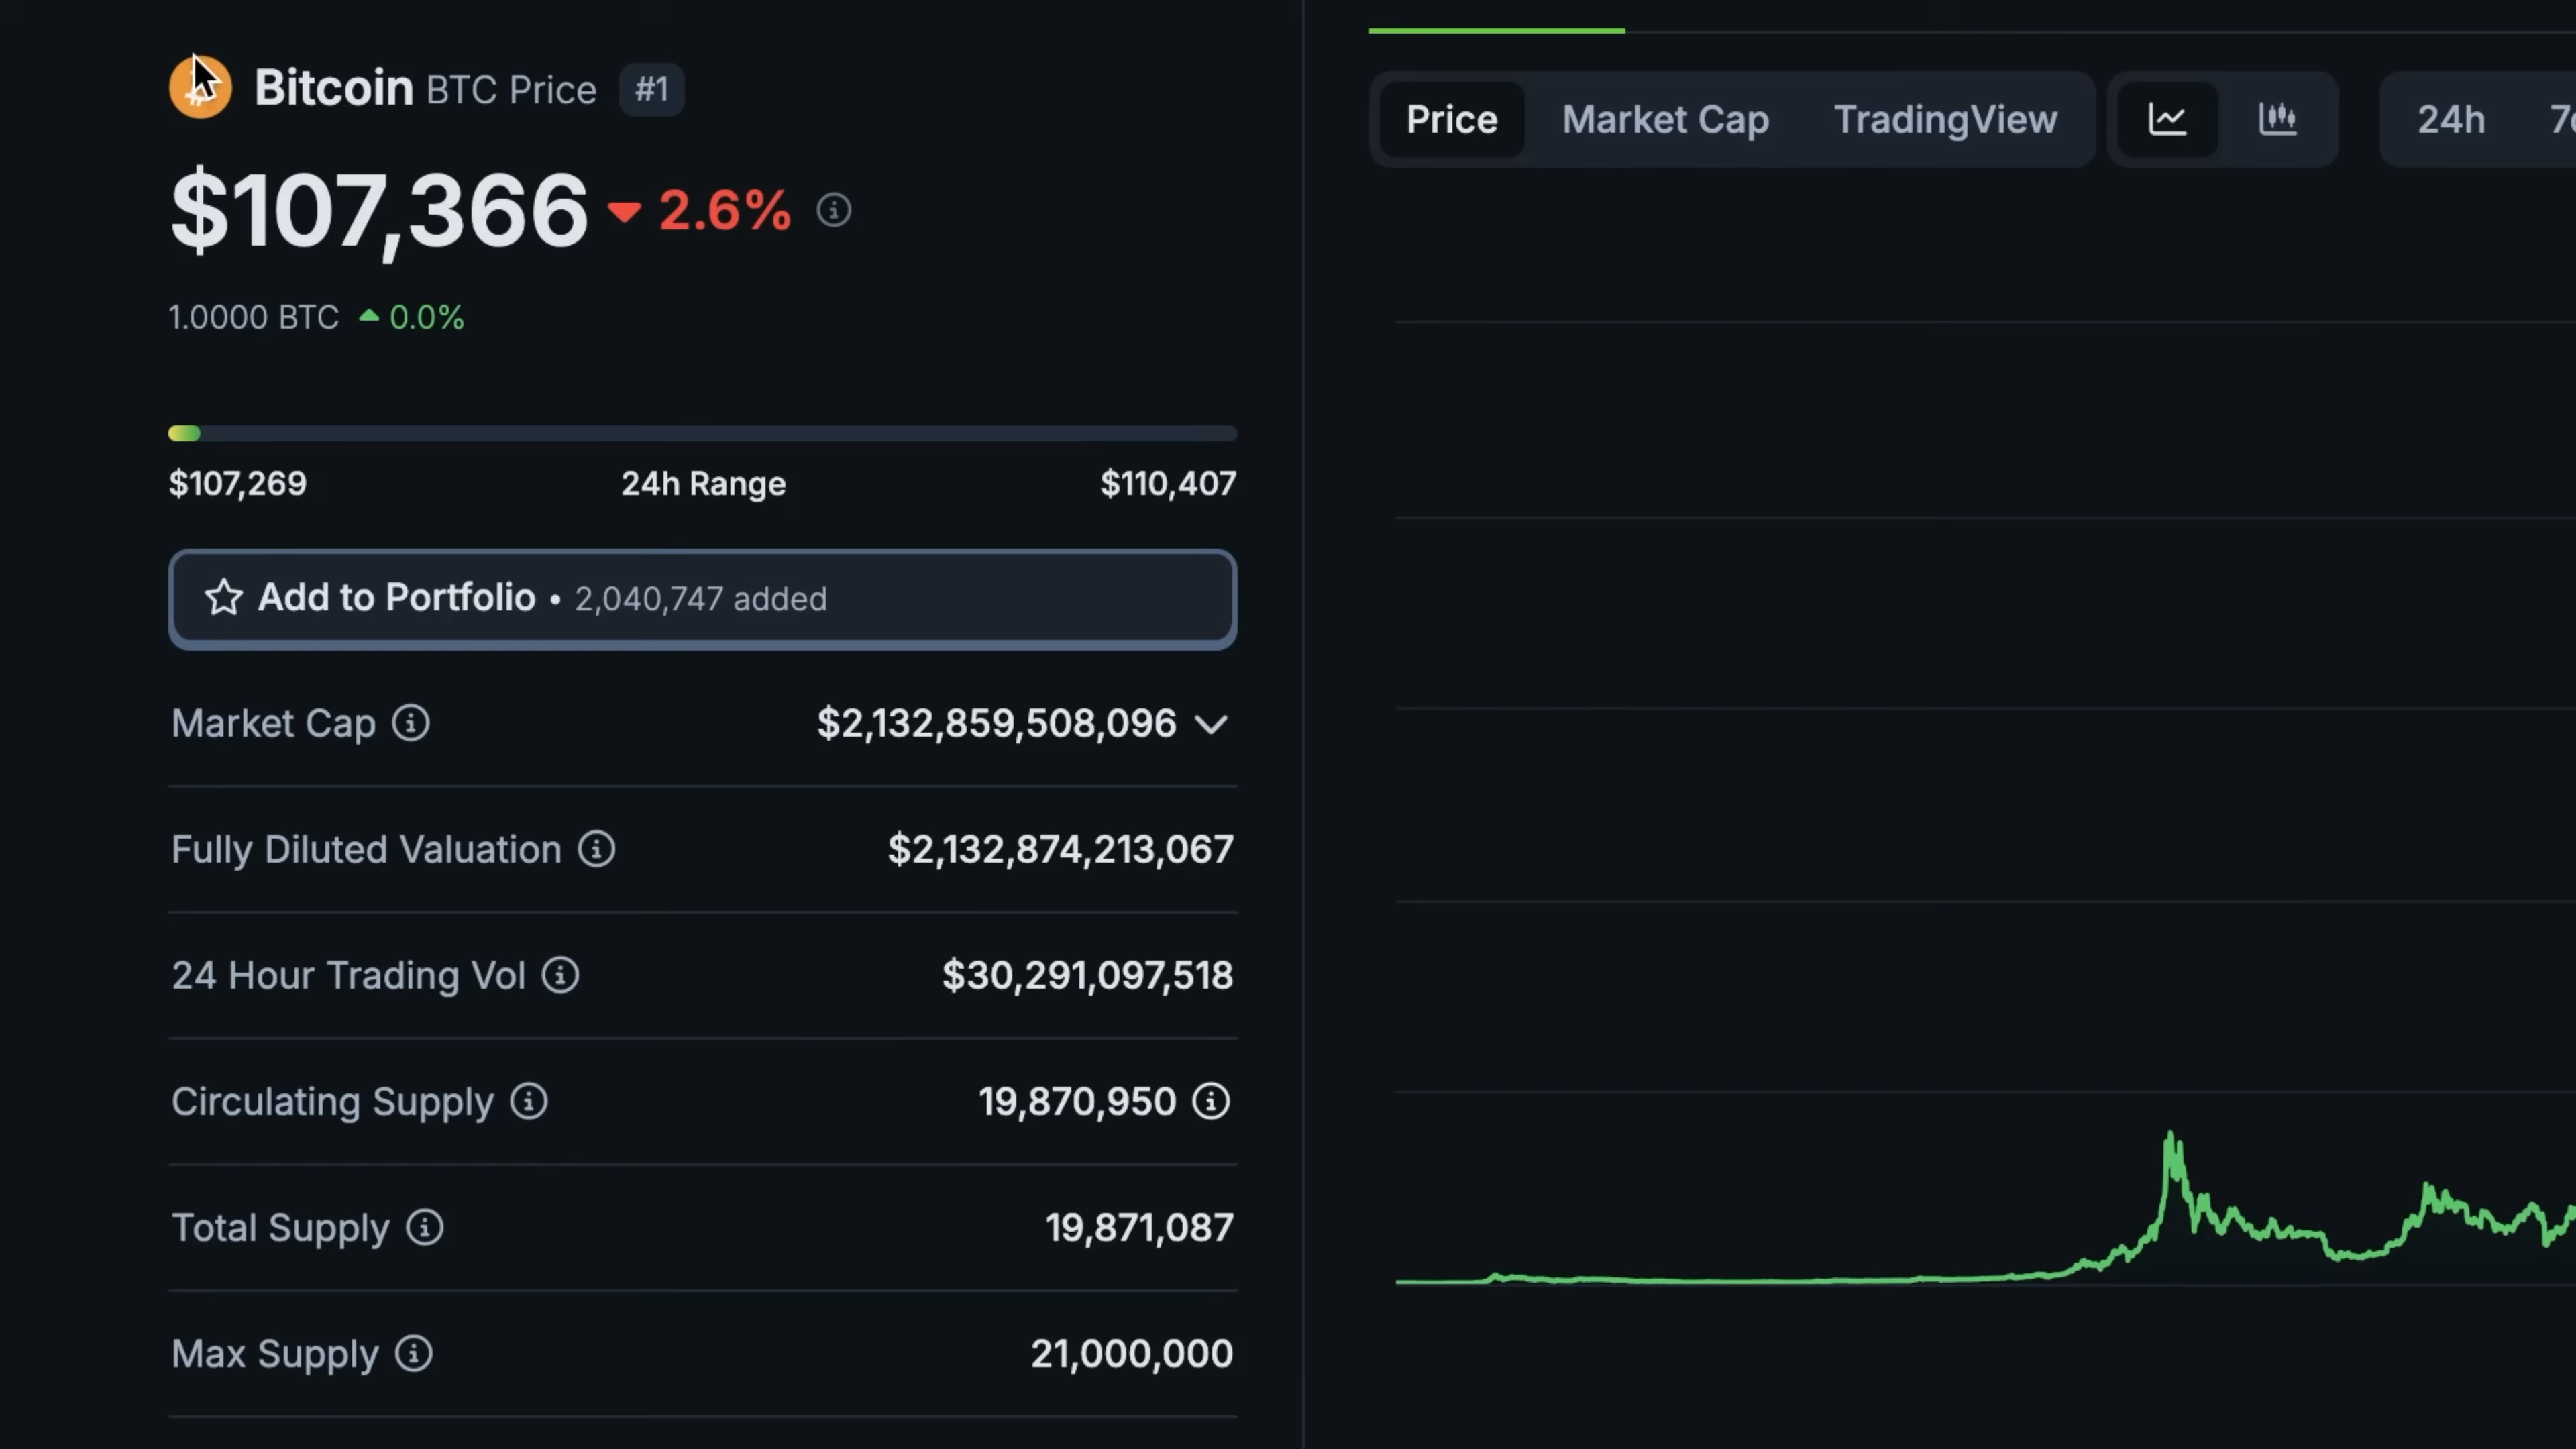 Bitcoin BTC Price #1
$107,366 2.6%
1.0000 BTC 0.0%
$107,269 24h Range $110,407
Add to Portfolio • 2,040,747 added
Market Cap $2,132,859,508,096
Fully Diluted Valuation $2,132,874,213,067
24 Hour Trading Vol $30,291,097,518
Circulating Supply 19,870,950
Total Supply 19,871,087
Max Supply 21,000,000
Price Market Cap TradingView 24h